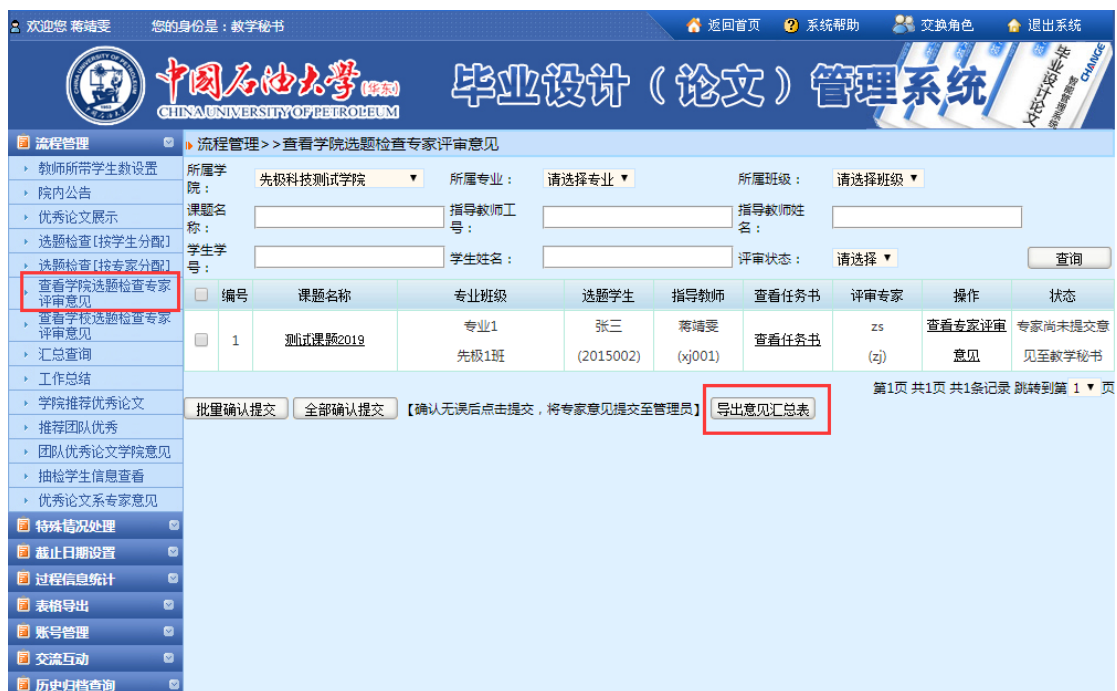 欢迎您 蒋靖雯 您的身份是：教学秘书 返回首页 系统帮助 交换角色 退出系统
中国石油大学(华东)
CHINA UNIVERSITY OF PETROLEUM
毕业设计（论文）管理系统
毕业设计论文
智能管理系统
CHANGE
流程管理
流程管理>>查看学院选题检查专家评审意见
教师所带学生数设置
院内公告
优秀论文展示
选题检查[按学生分配]
选题检查[按专家分配]
查看学院选题检查专家
评审意见
查看学校选题检查专家
评审意见
汇总查询
工作总结
学院推荐优秀论文
推荐团队优秀
团队优秀论文学院意见
抽检学生信息查看
优秀论文系专家意见
特殊情况处理
截止日期设置
过程信息统计
表格导出
账号管理
交流互动
历史归档查询
所属学
院： 先极科技测试学院 所属专业： 请选择专业 所属班级： 请选择班级
课题名
称： 指导教师工
号： 指导教师姓
名：
学生学
号： 学生姓名： 评审状态： 请选择 查询
编号 课题名称 专业班级 选题学生 指导教师 查看任务书 评审专家 操作 状态
1 测试课题2019 专业1 张三 蒋靖雯 查看任务书 zs 查看专家评审 专家尚未提交意
先极1班 (2015002) (xj001) (zj) 意见 见至教学秘书
第1页 共1页 共1条记录 跳转到第 1 页
批量确认提交 全部确认提交 【确认无误后点击提交，将专家意见提交至管理员】 导出意见汇总表